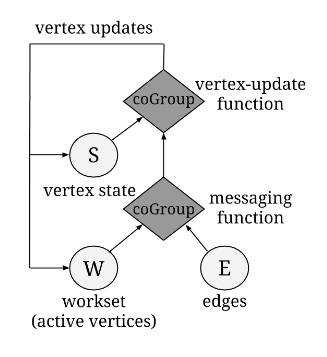 vertex updates
coGroup
vertex-update
function
S
vertex state
coGroup
messaging
function
W
E
workset
(active vertices)
edges